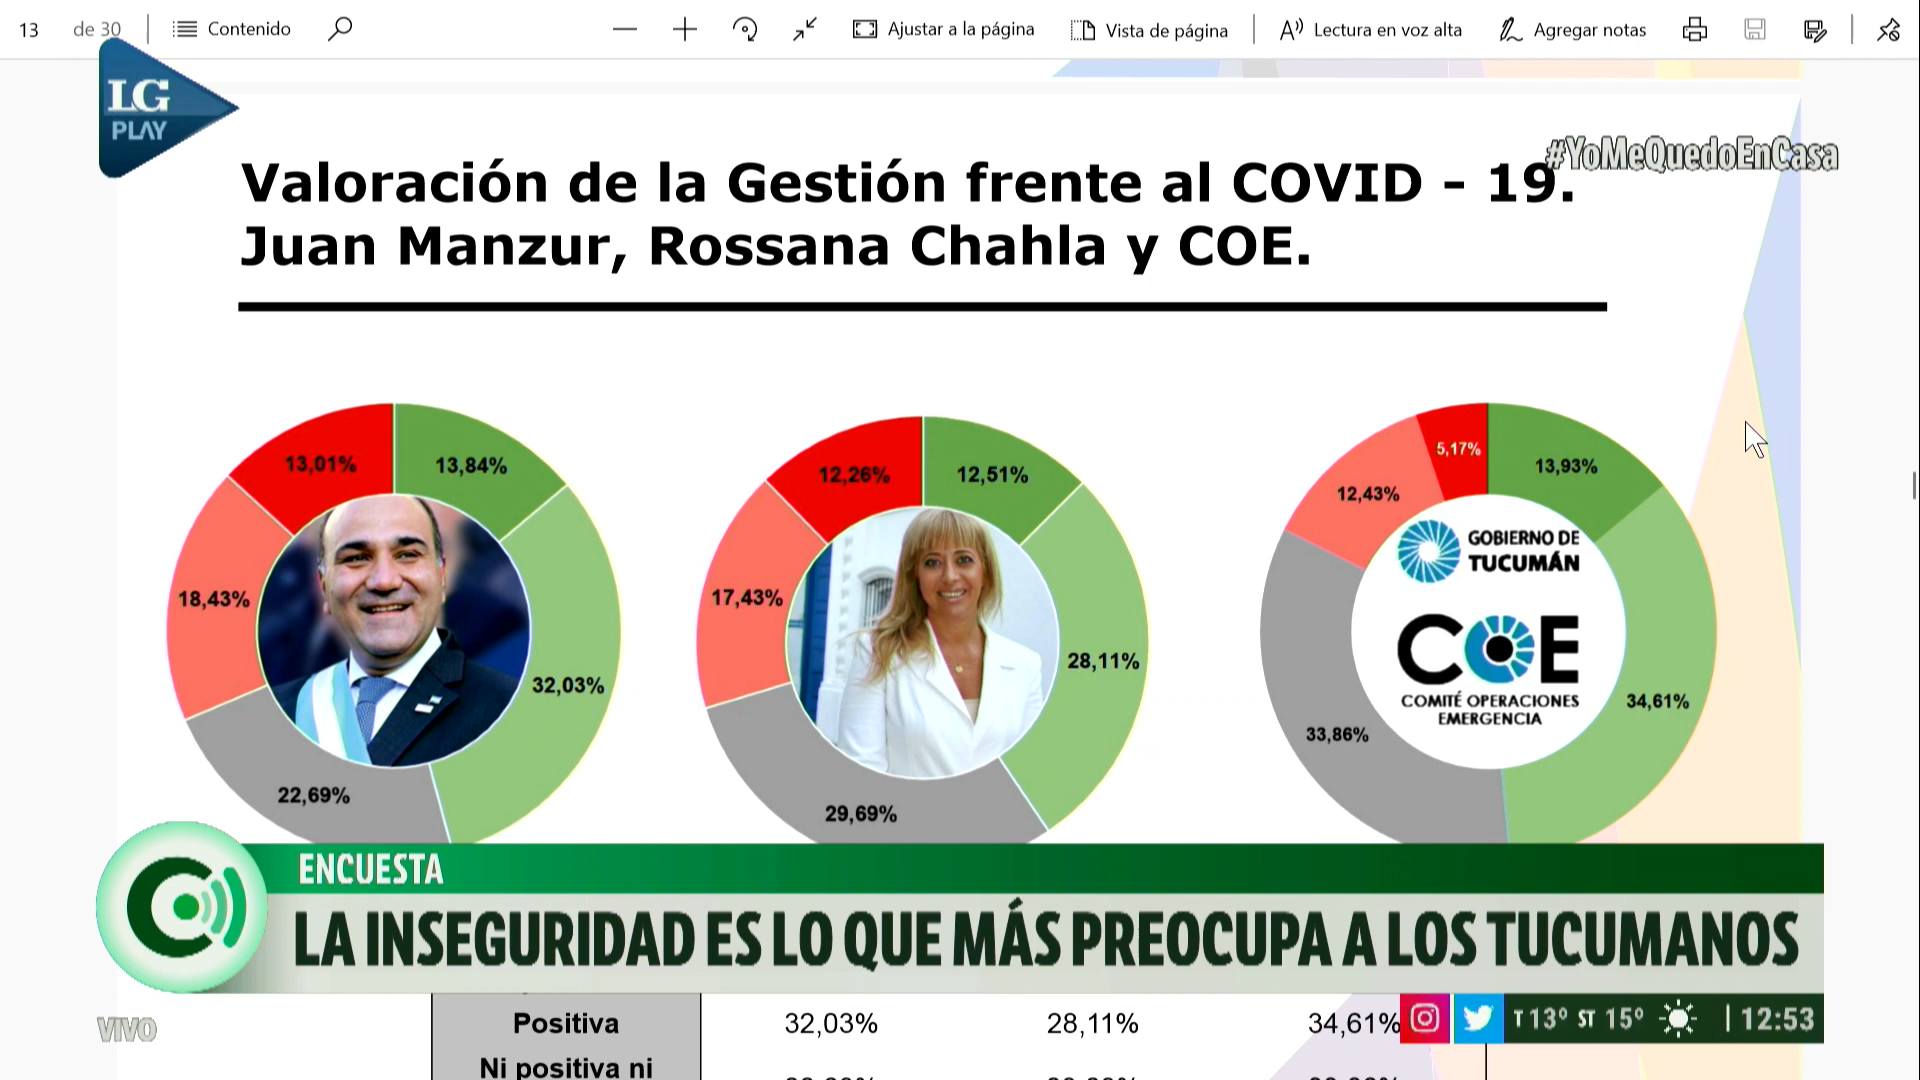 13 de 30 Contenido Ajustar a la página Vista de página Lectura en voz alta Agregar notas
LG
PLAY
#YoMeQuedoEnCasa
Valoración de la Gestión frente al COVID - 19.
Juan Manzur, Rossana Chahla y COE.
13,01% 13,84%
18,43%
32,03%
22,69%
12,26% 12,51%
17,43%
28,11%
29,69%
5,17%
13,93%
12,43%
GOBIERNO DE
TUCUMÁN
COE
COMITÉ OPERACIONES
EMERGENCIA
34,61%
33,86%
ENCUESTA
LA INSEGURIDAD ES LO QUE MÁS PREOCUPA A LOS TUCUMANOS
Positiva 32,03% 28,11% 34,61%
Ni positiva ni
VIVO
T 13º ST 15º 12:53